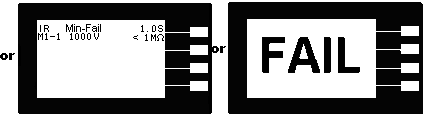 or
IR Min-Fail 1.0S
M1-1 1000V < 1MΩ
or
FAIL